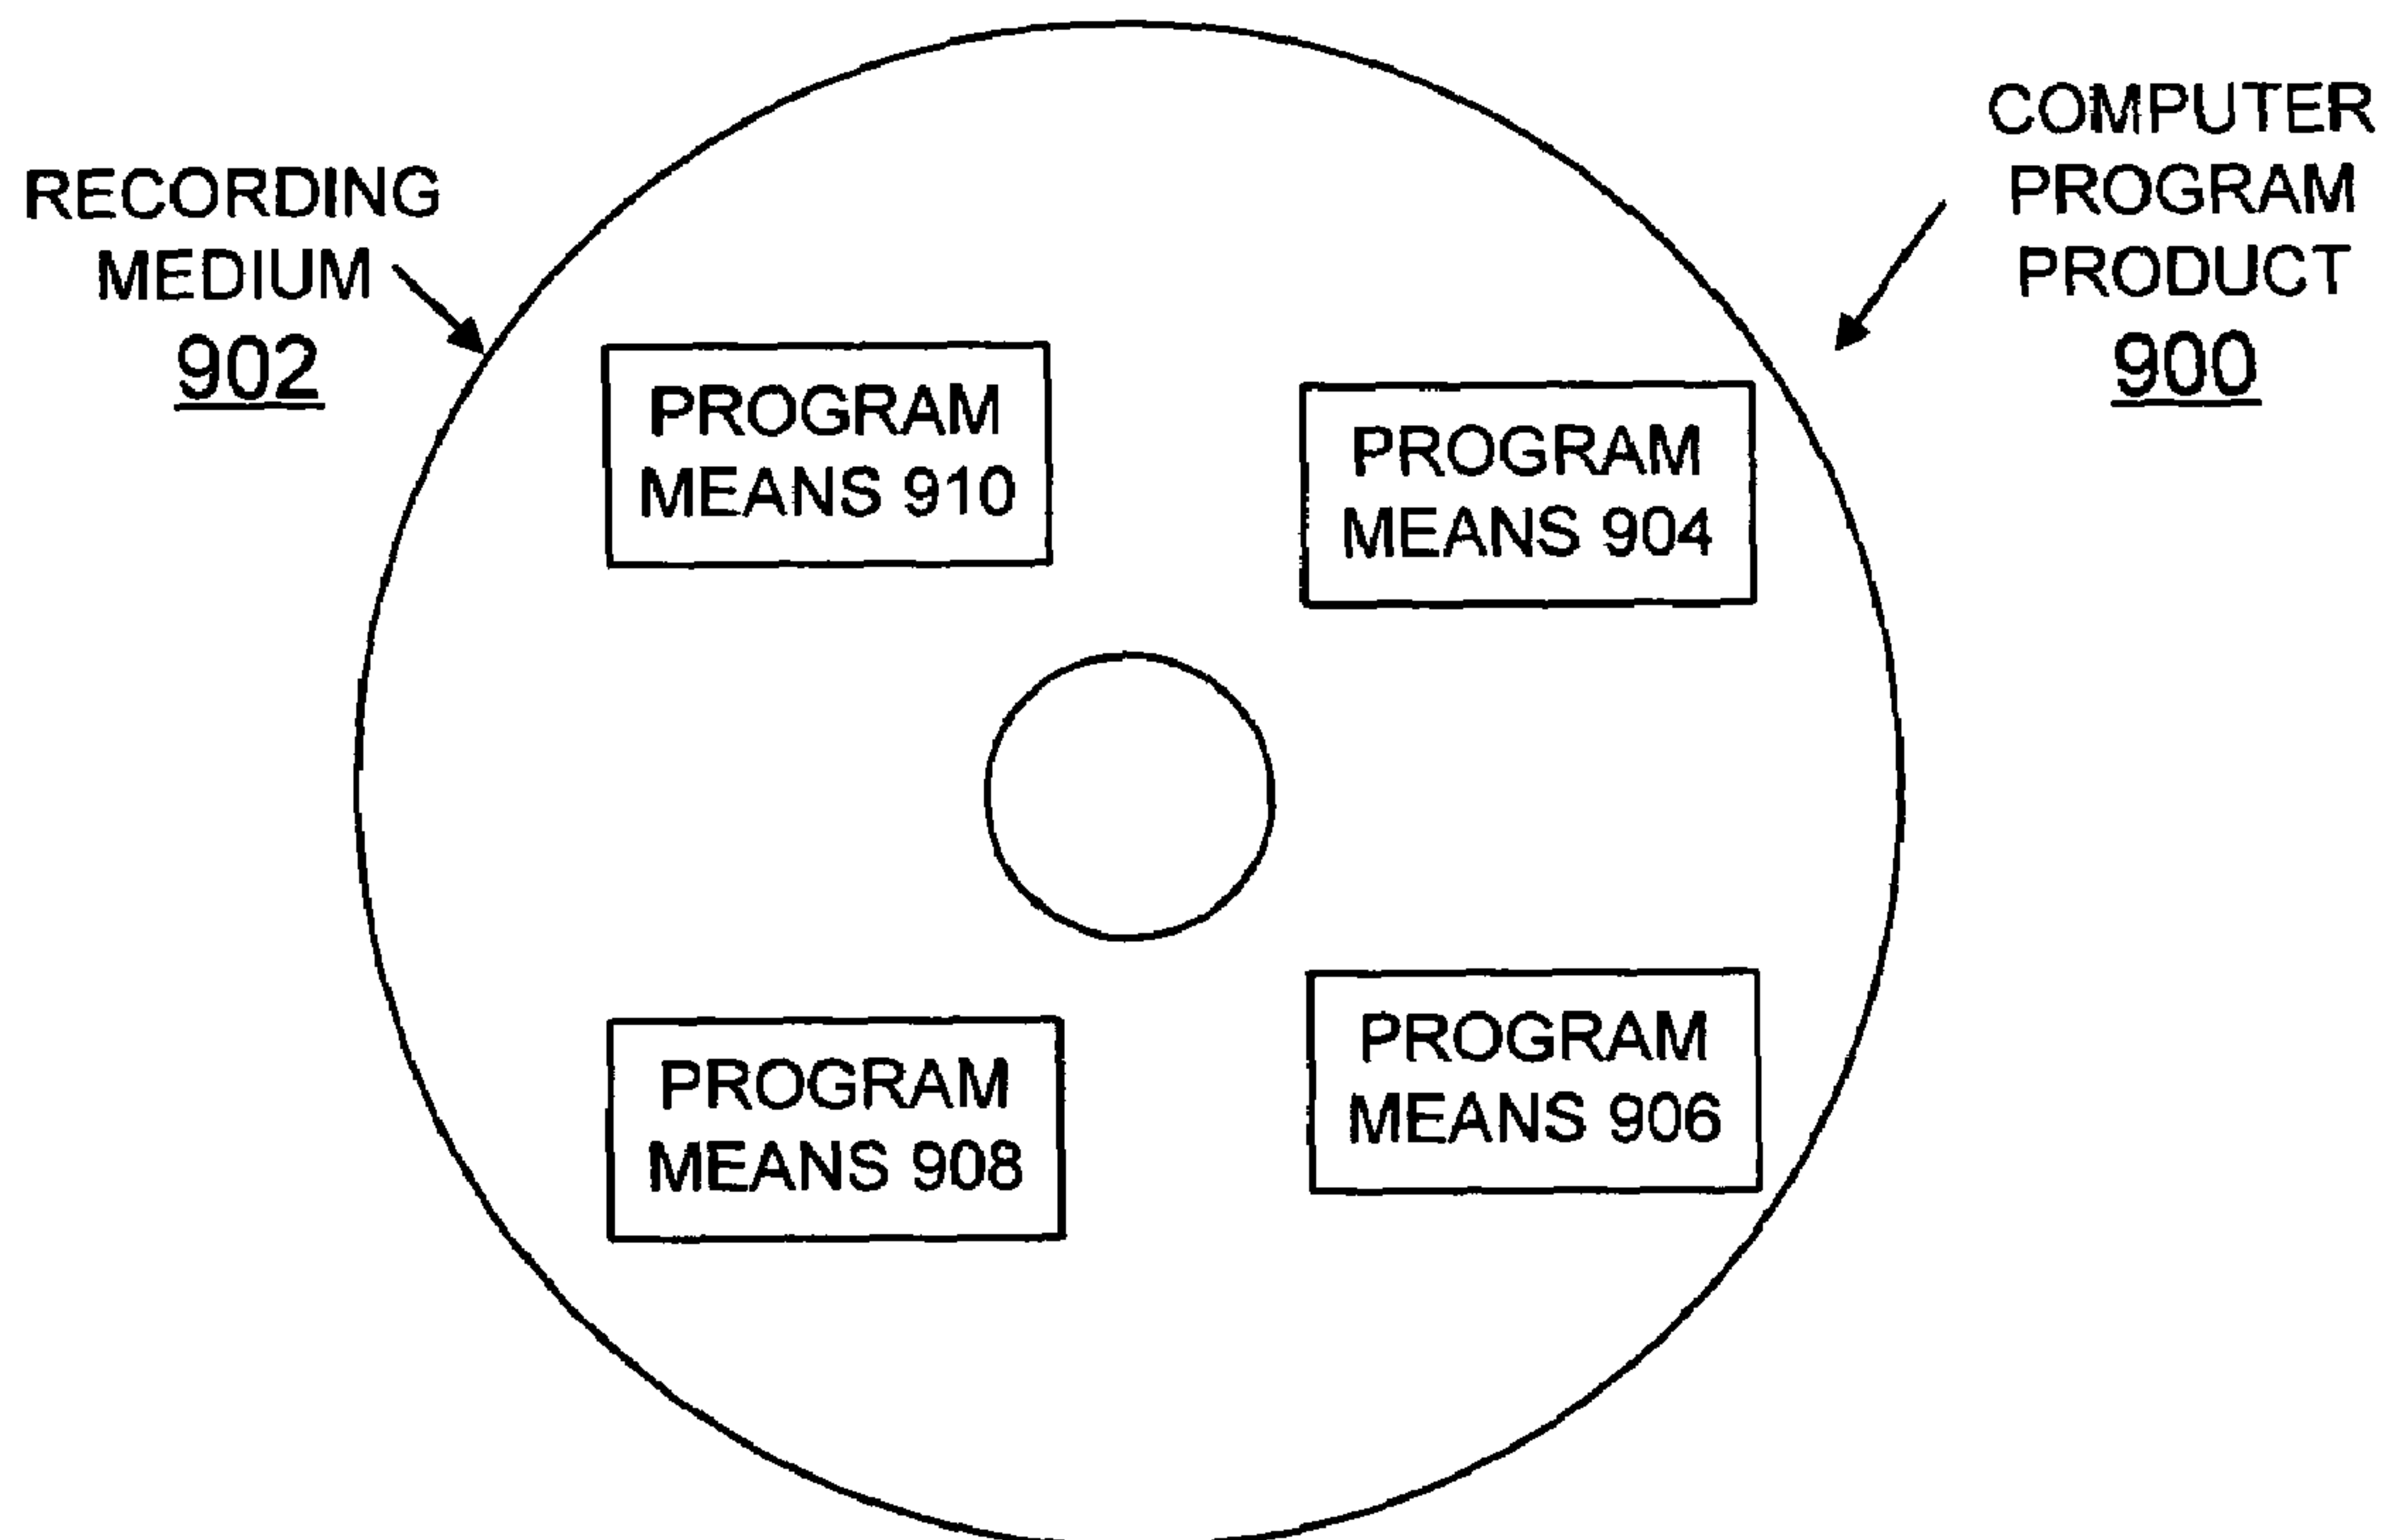 RECORDING
MEDIUM
902
COMPUTER
PROGRAM
PRODUCT
900
PROGRAM
MEANS 910
PROGRAM
MEANS 904
PROGRAM
MEANS 908
PROGRAM
MEANS 906